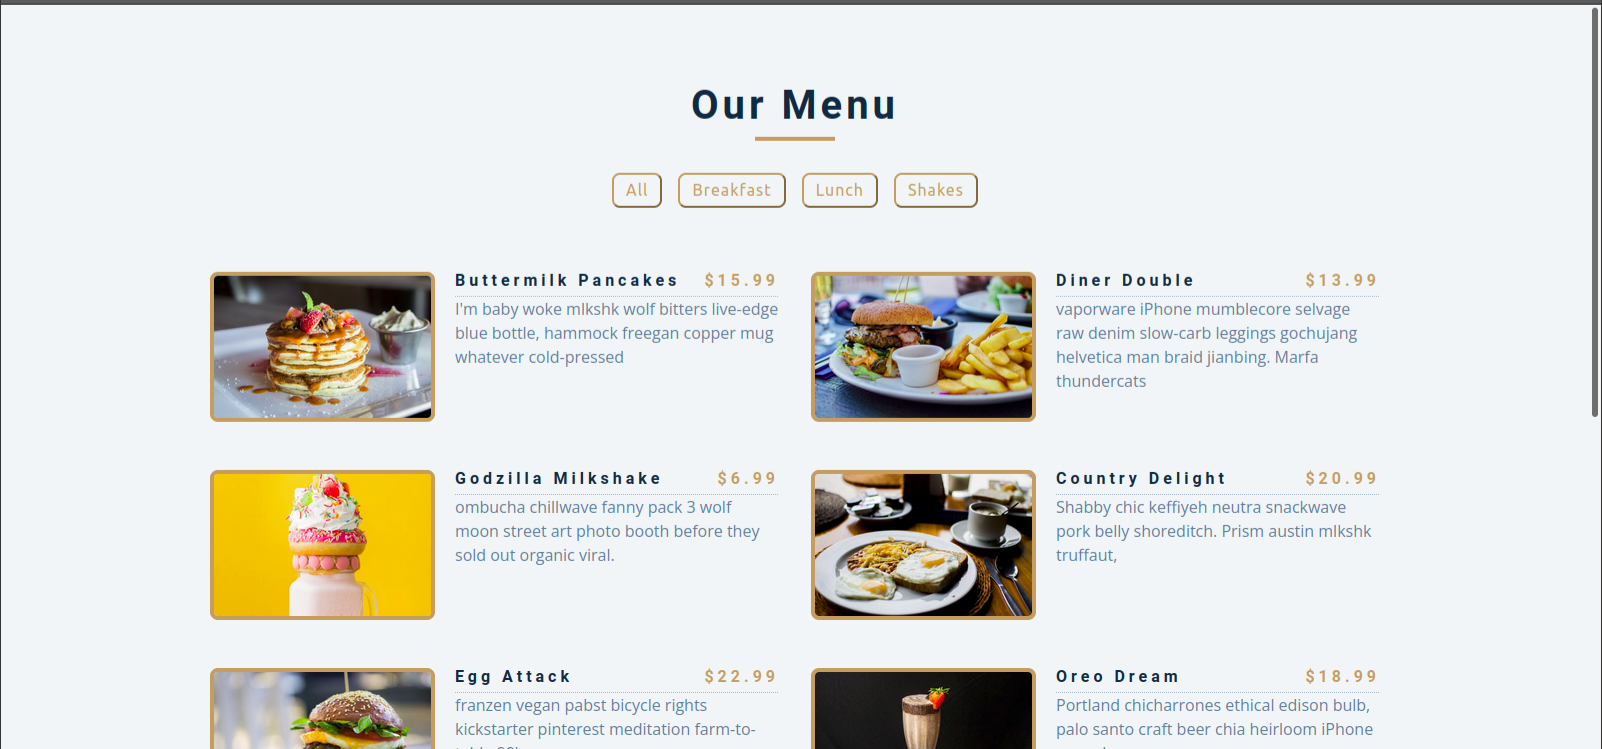 Our Menu
All Breakfast Lunch Shakes
Buttermilk Pancakes $15.99
I'm baby woke mlkshk wolf bitters live-edge
blue bottle, hammock freegan copper mug
whatever cold-pressed
Diner Double $13.99
vaporware iPhone mumblecore selvage
raw denim slow-carb leggings gochujang
helvetica man braid jianbing. Marfa
thundercats
Godzilla Milkshake $6.99
ombucha chillwave fanny pack 3 wolf
moon street art photo booth before they
sold out organic viral.
Country Delight $20.99
Shabby chic keffiyeh neutra snackwave
pork belly shoreditch. Prism austin mlkshk
truffaut,
Egg Attack $22.99
franzen vegan pabst bicycle rights
kickstarter pinterest meditation farm-to-
Oreo Dream $18.99
Portland chicharrones ethical edison bulb,
palo santo craft beer chia heirloom iPhone